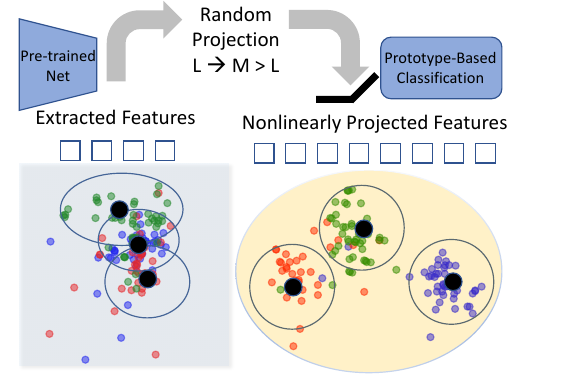 Pre-trained
Net
Random
Projection
L → M > L
Prototype-Based
Classification
Extracted Features
Nonlinearly Projected Features